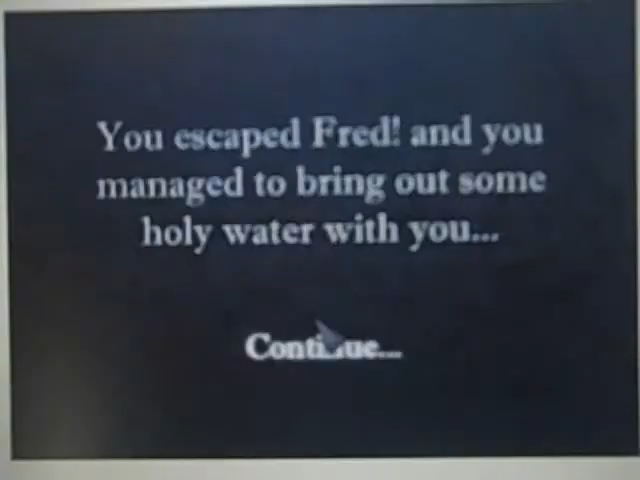 You escaped Fred! and you
managed to bring out some
holy water with you...
Continue...